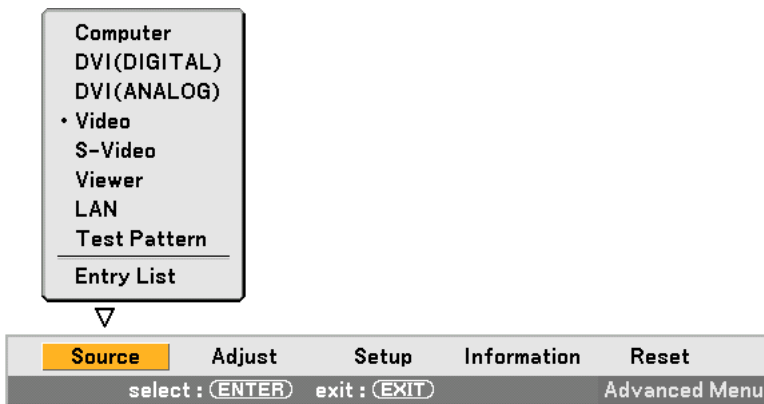 Computer
DVI(DIGITAL)
DVI(ANALOG)
• Video
S-Video
Viewer
LAN
Test Pattern
Entry List
Source Adjust Setup Information Reset
select : ENTER exit : EXIT Advanced Menu